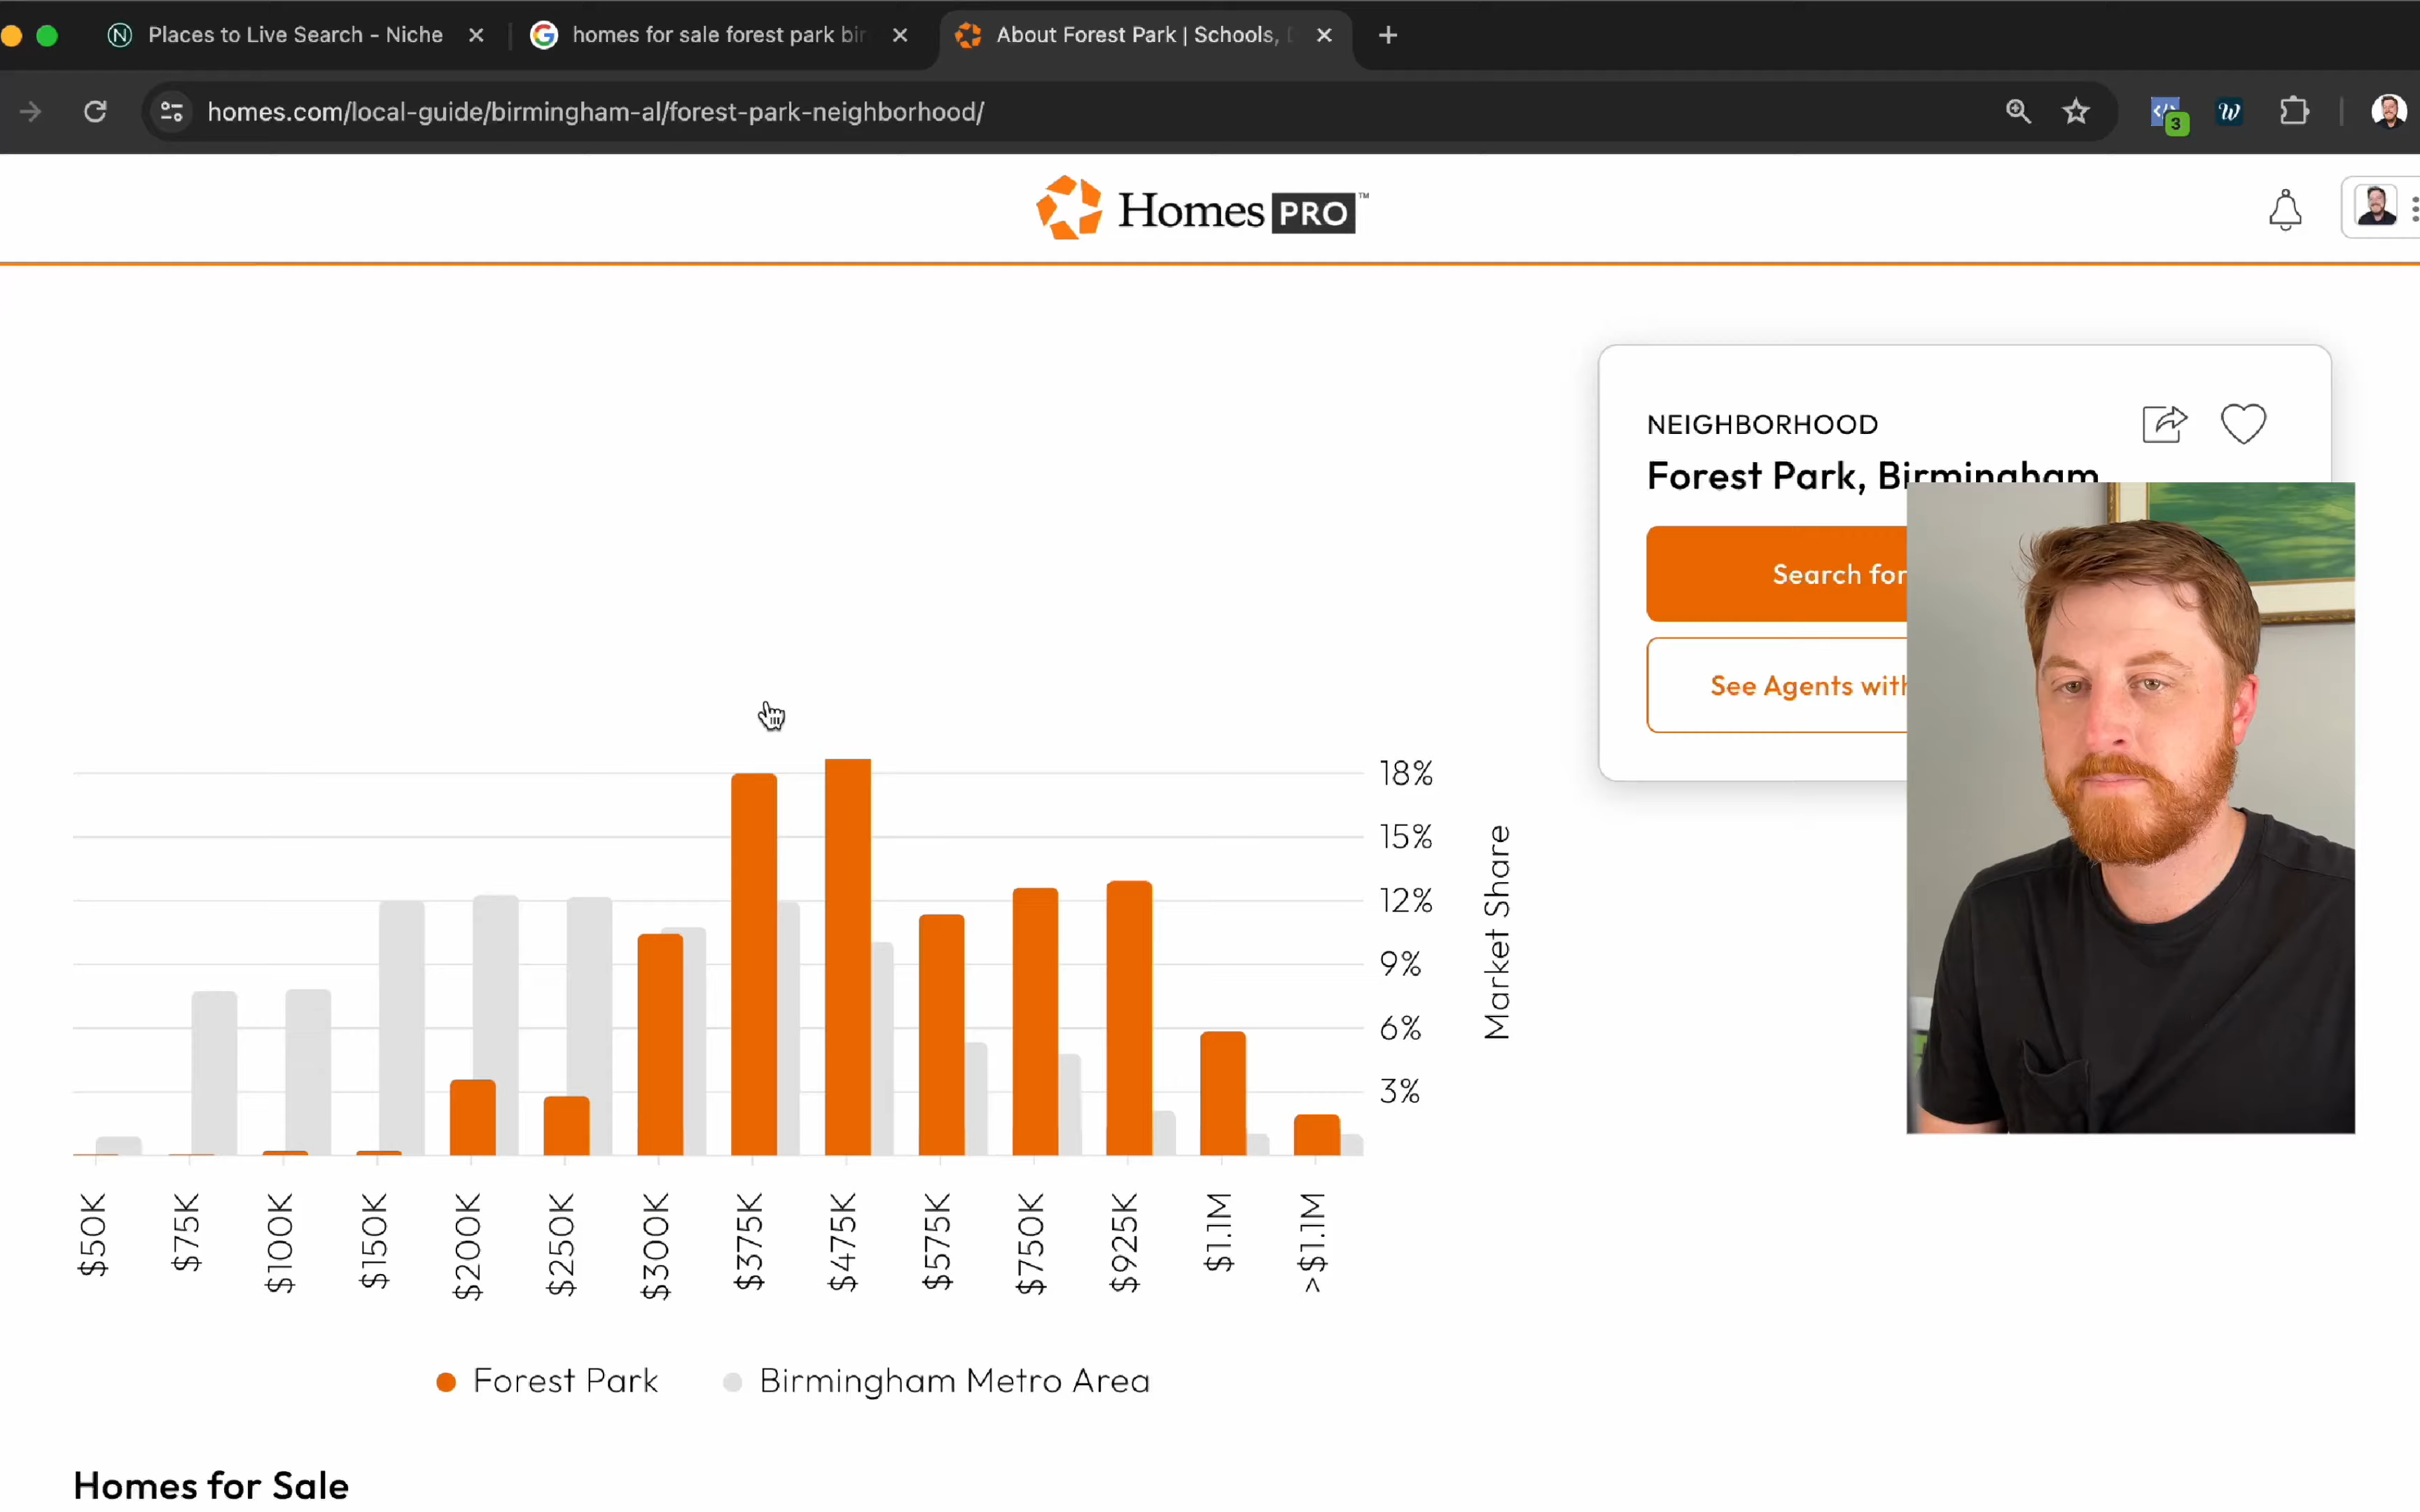 Places to Live Search - Niche
homes for sale forest park bir
About Forest Park | Schools,
homes.com/local-guide/birmingham-al/forest-park-neighborhood/
3
Homes PRO™
NEIGHBORHOOD
Forest Park, Birmingham
Search for
See Agents with
18%
15%
12%
9%
6%
3%
Market Share
$50K
$75K
$100K
$150K
$200K
$250K
$300K
$375K
$475K
$575K
$750K
$925K
$1.1M
>$1.1M
Forest Park
Birmingham Metro Area
Homes for Sale